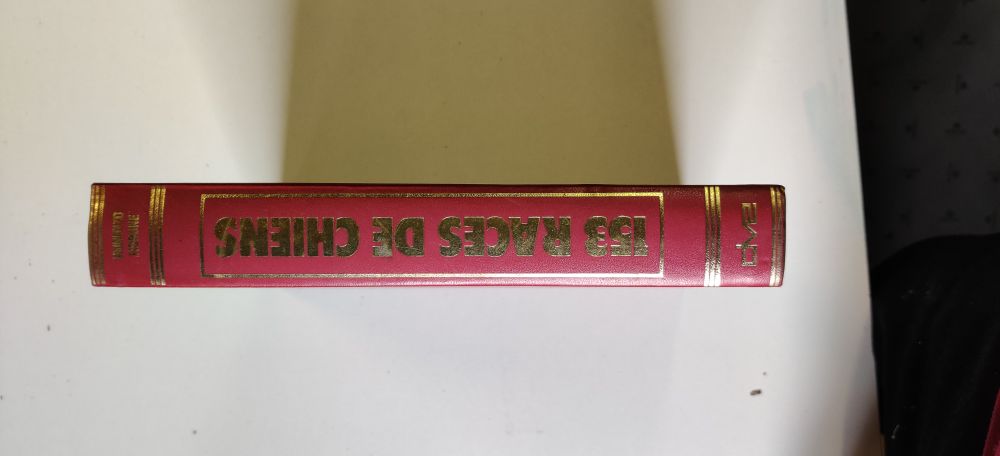 153 RACES DE CHIENS
DVE